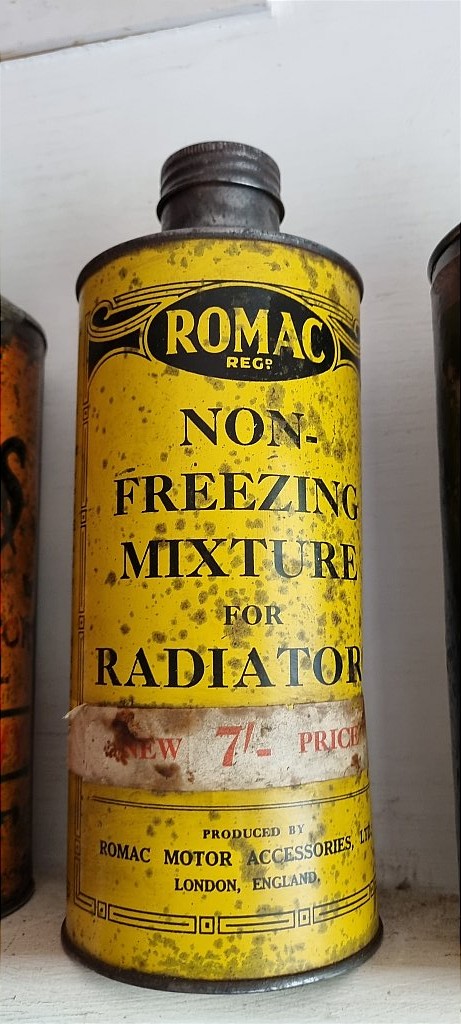 ROMAC
REGD
NON-
FREEZING
MIXTURE
FOR
RADIATOR
NEW 7/- PRICE
PRODUCED BY
ROMAC MOTOR ACCESSORIES, LTD.
LONDON, ENGLAND.